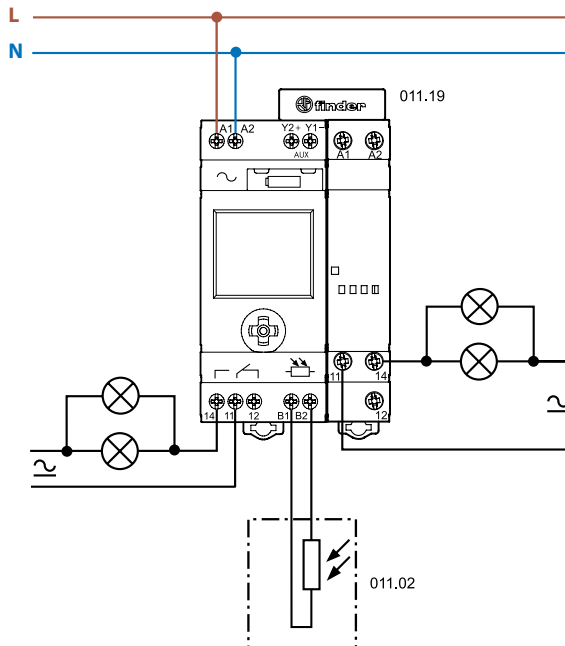 L
N
finder
011.19
A1 A2 Y2+ Y1-
AUX
A1 A2
11 14
12
14 11 12 B1 B2
011.02